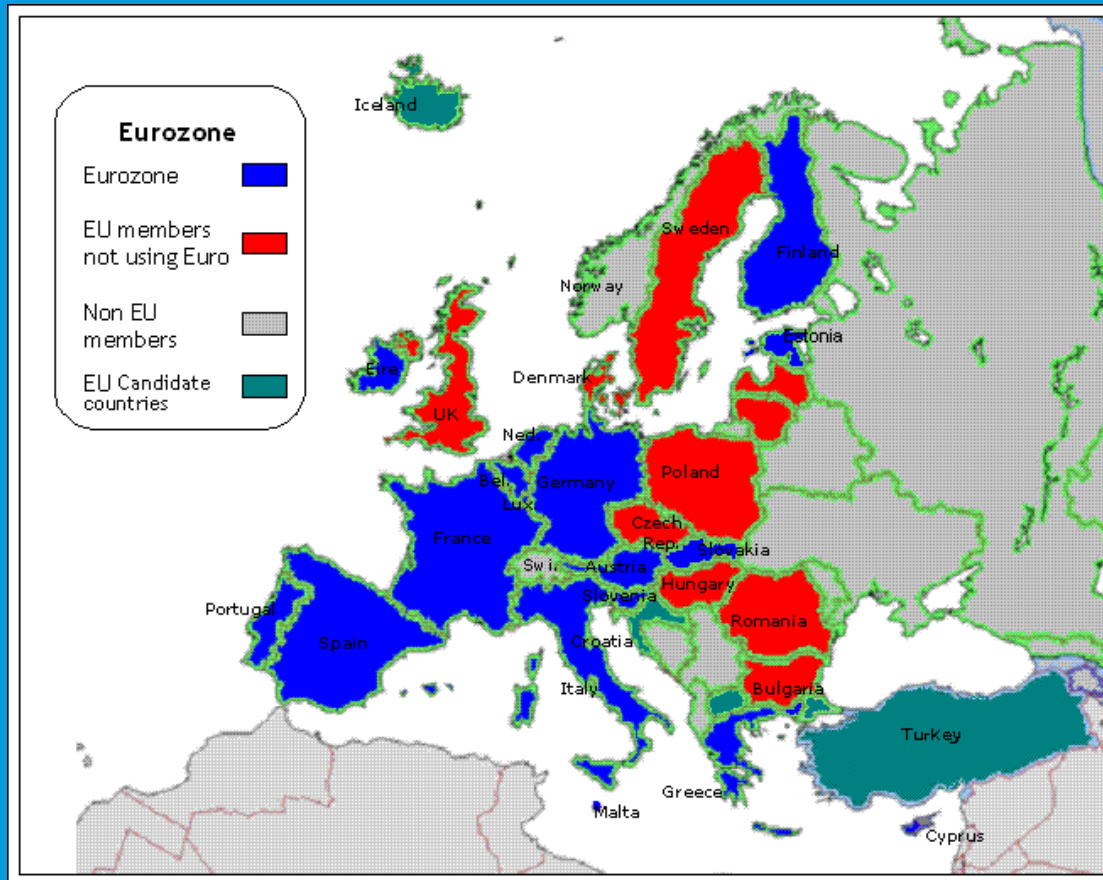 Eurozone
Eurozone
EU members
not using Euro
Non EU
members
EU Candidate
countries
Iceland
Sweden
Finland
Norway
Estonia
Eire
Denmark
UK
Ned.
Bel.
Germany
Poland
Lux
France
Czech
Rep.
Slovakia
Swi.
Austria
Hungary
Slovenia
Portugal
Spain
Croatia
Romania
Italy
Bulgaria
Turkey
Greece
Malta
Cyprus